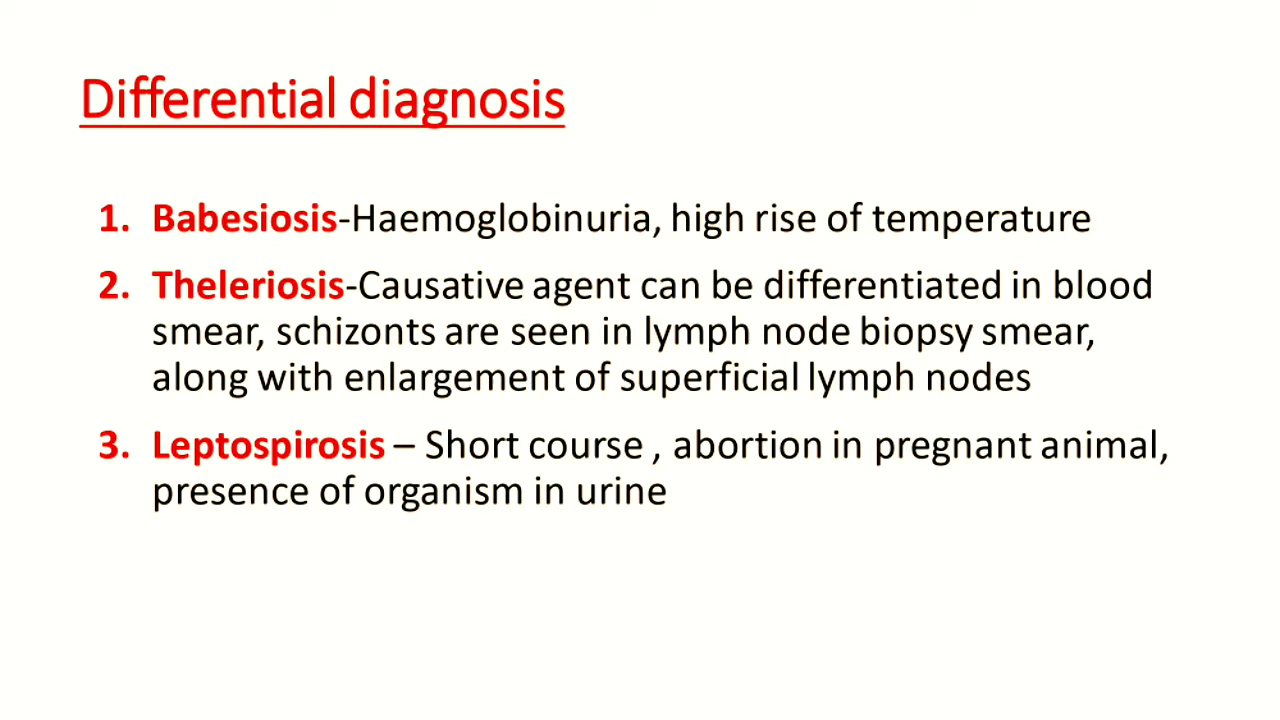 Differential diagnosis
1. Babesiosis-Haemoglobinuria, high rise of temperature
2. Theleriosis-Causative agent can be differentiated in blood
smear, schizonts are seen in lymph node biopsy smear,
along with enlargement of superficial lymph nodes
3. Leptospirosis – Short course , abortion in pregnant animal,
presence of organism in urine